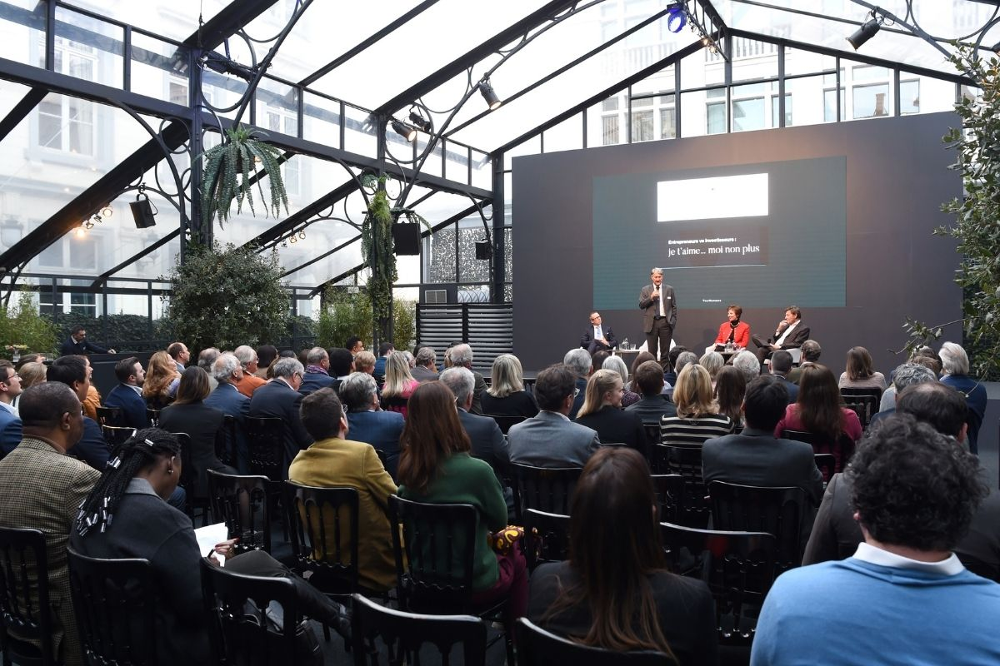 Entrepreneurs vs Investisseurs :
je t'aime... moi non plus